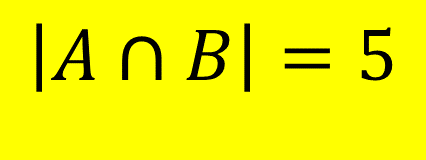 |A ∩ B| = 5